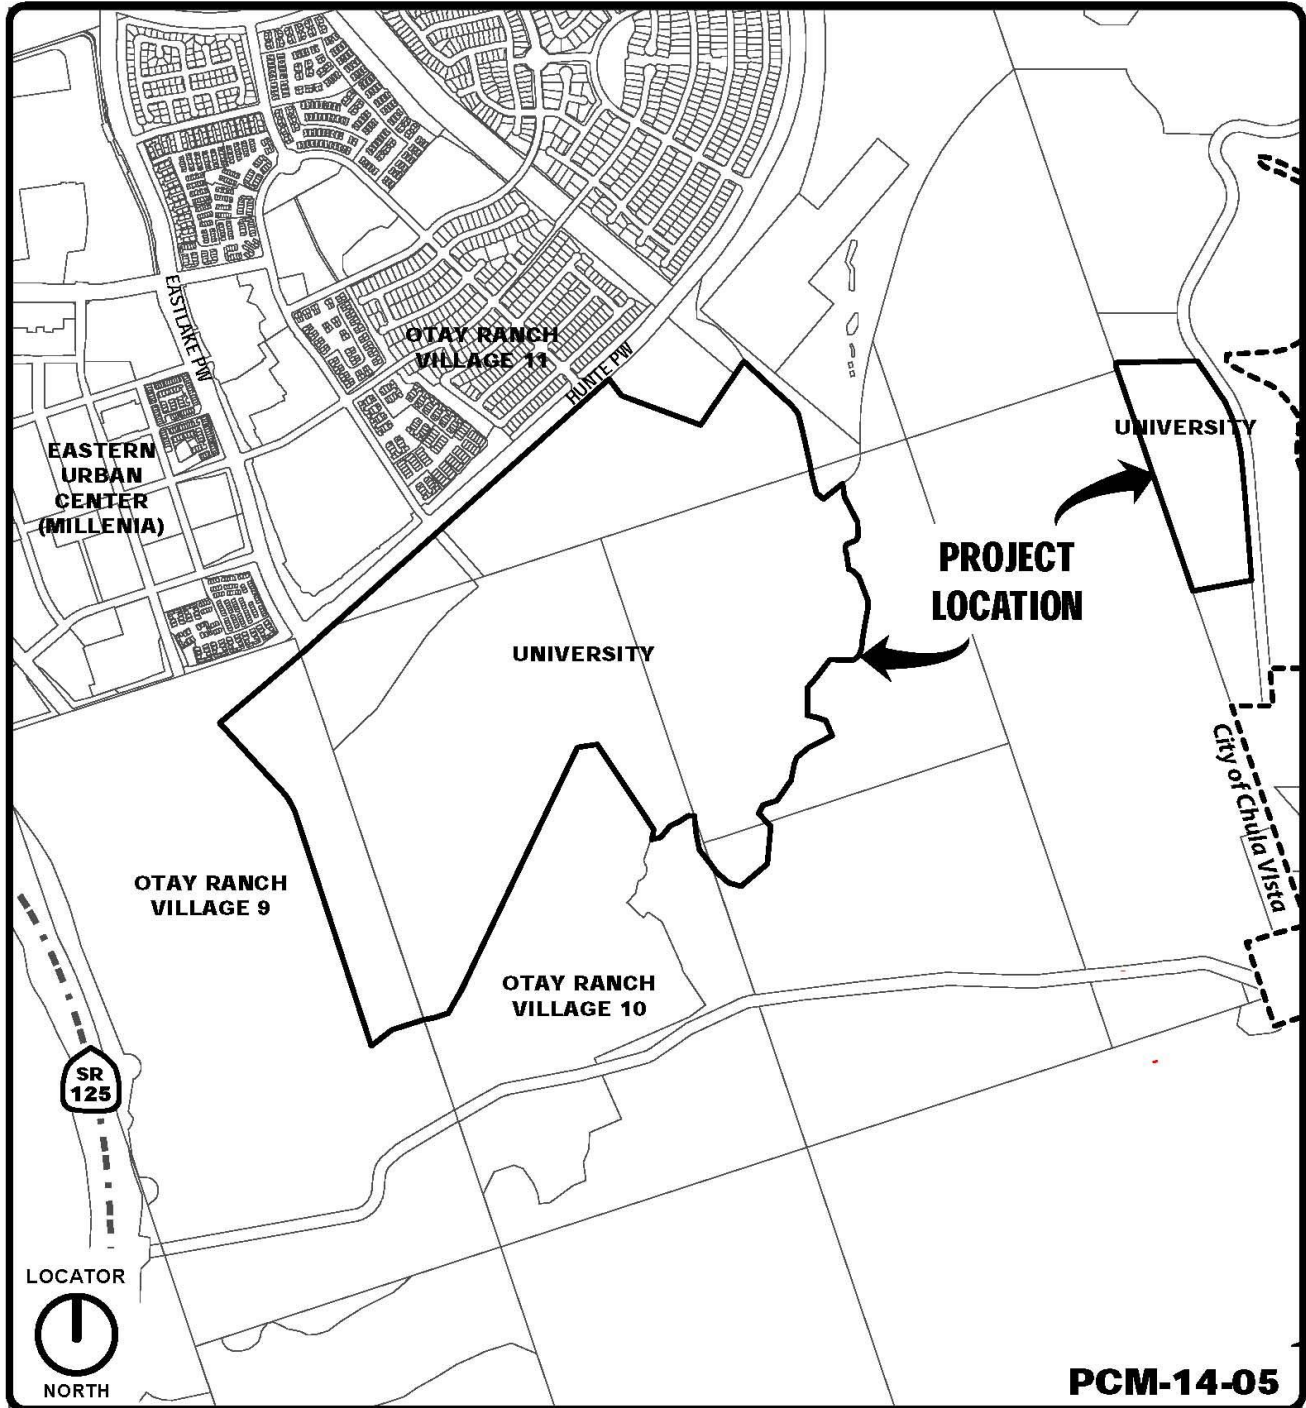 EASTLAKE PW
OTAY RANCH
VILLAGE 11
HUNTE PW
EASTERN
URBAN
CENTER
(MILLENIA)
UNIVERSITY
PROJECT
LOCATION
UNIVERSITY
City of Chula Vista
OTAY RANCH
VILLAGE 9
OTAY RANCH
VILLAGE 10
SR
125
LOCATOR
NORTH
PCM-14-05